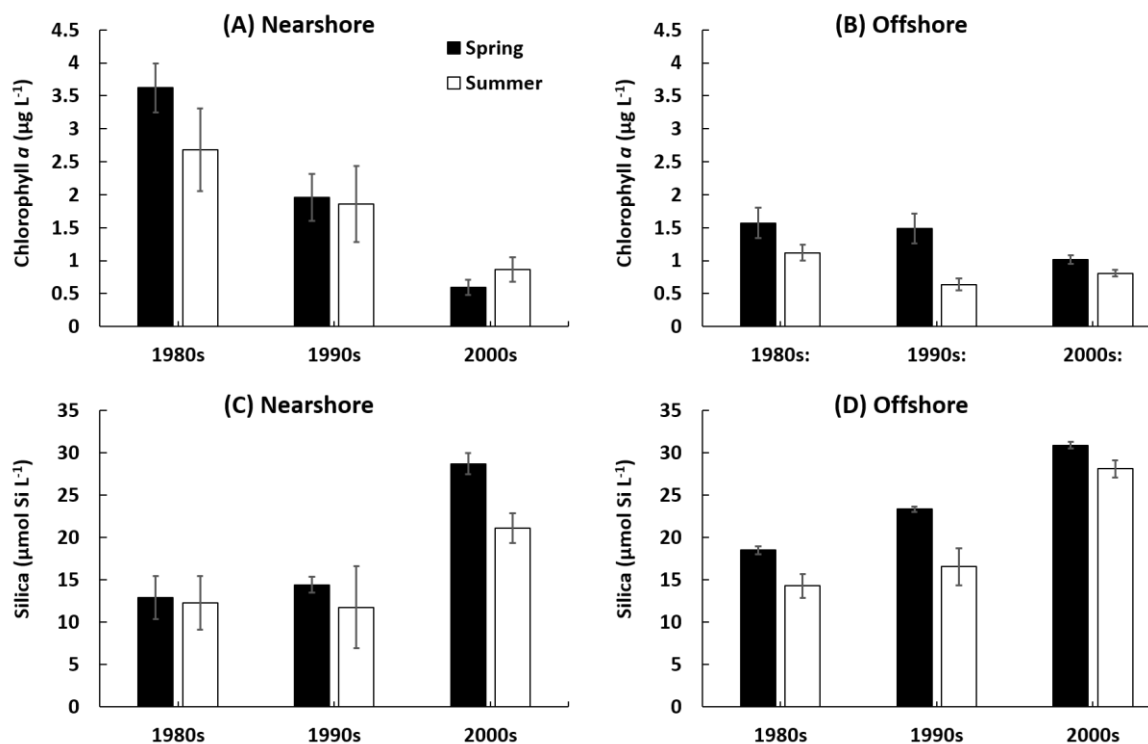 (A) Nearshore
Spring
Summer
Chlorophyll a (µg L-1)
4.5
4
3.5
3
2.5
2
1.5
1
0.5
0
1980s 1990s 2000s
(B) Offshore
Chlorophyll a (µg L-1)
4.5
4
3.5
3
2.5
2
1.5
1
0.5
0
1980s: 1990s: 2000s:
(C) Nearshore
Silica (µmol Si L-1)
35
30
25
20
15
10
5
0
1980s 1990s 2000s
(D) Offshore
Silica (µmol Si L-1)
35
30
25
20
15
10
5
0
1980s 1990s 2000s